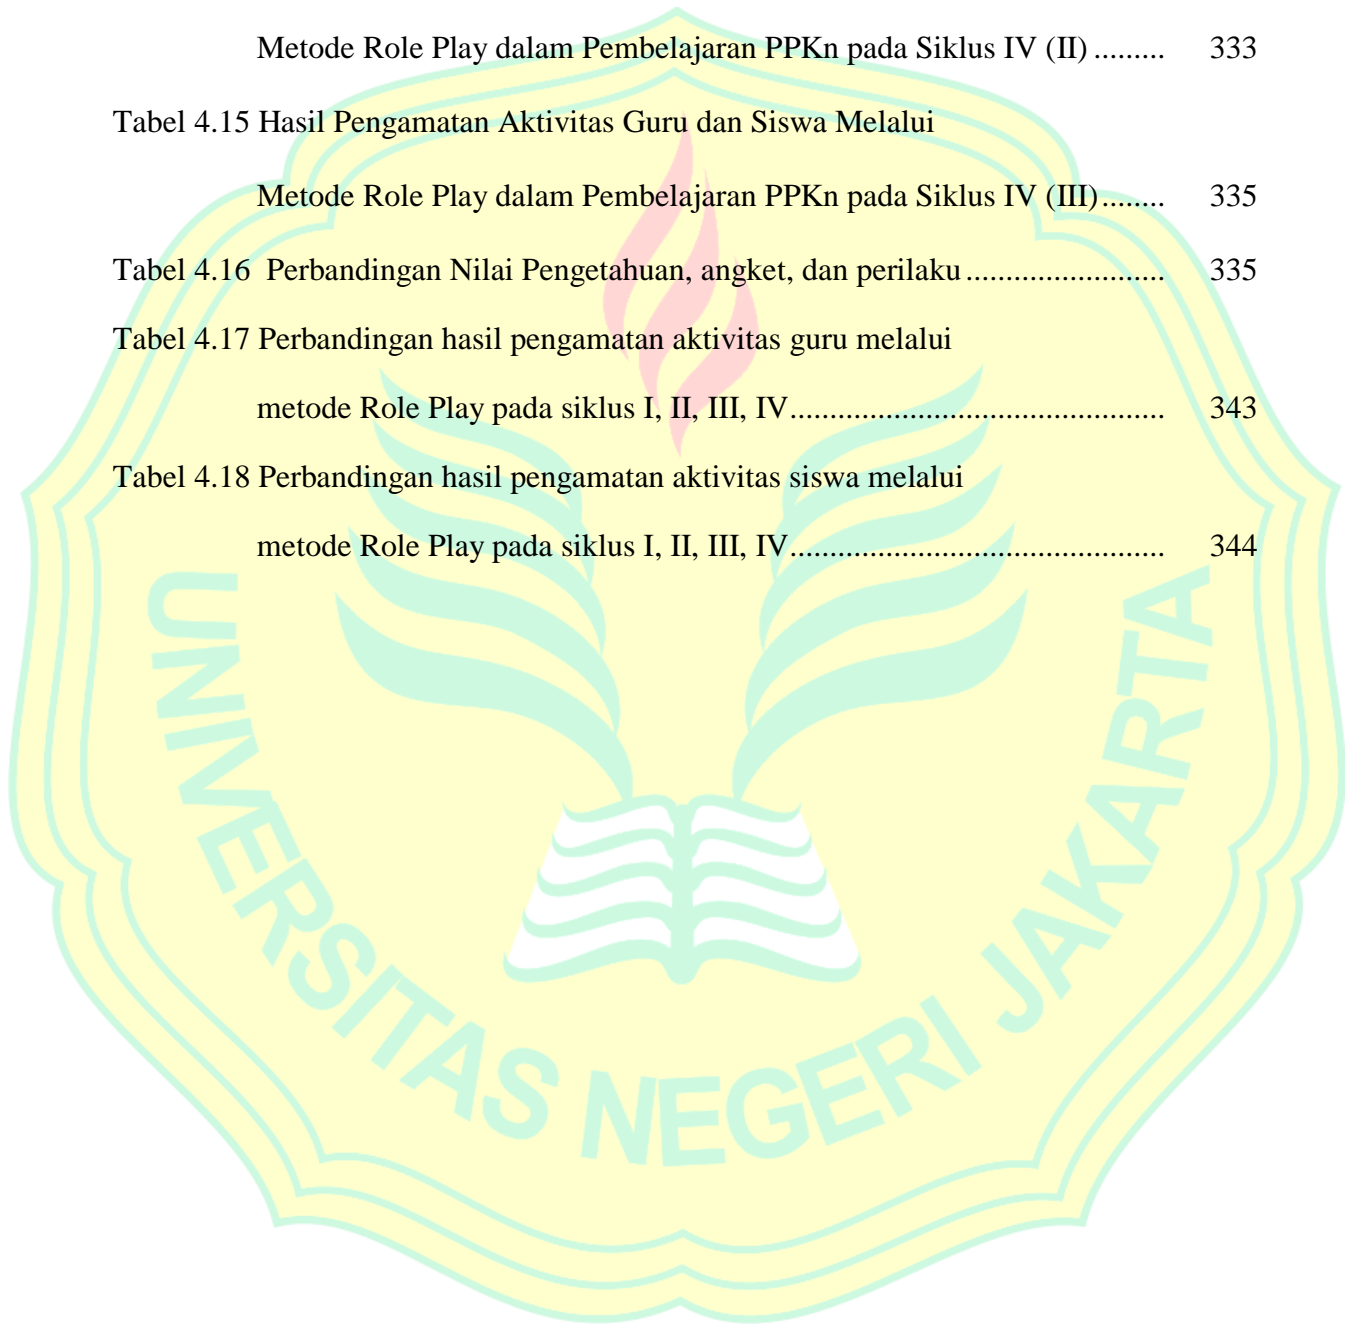 Metode Role Play dalam Pembelajaran PPKn pada Siklus IV (II) ......... 333
Tabel 4.15 Hasil Pengamatan Aktivitas Guru dan Siswa Melalui
Metode Role Play dalam Pembelajaran PPKn pada Siklus IV (III)........ 335
Tabel 4.16  Perbandingan Nilai Pengetahuan, angket, dan perilaku ......................... 335
Tabel 4.17 Perbandingan hasil pengamatan aktivitas guru melalui
metode Role Play pada siklus I, II, III, IV............................................... 343
Tabel 4.18 Perbandingan hasil pengamatan aktivitas siswa melalui
metode Role Play pada siklus I, II, III, IV............................................... 344
UNIVERSITAS NEGERI JAKARTA